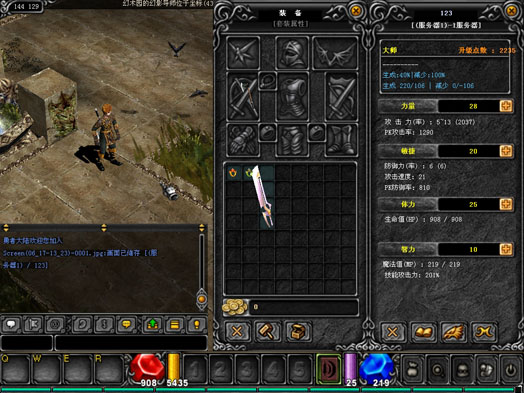 144 129
幻术园的幻影导师位于坐标(43
勇者大陆欢迎您加入
Screen(06_17-13_23)-0001.jpg:画面已储存 [(服
务器1) / 123]
装 备
[套装属性]
0
123
[(服务器1)-1服务器]
大师
升级点数 : 2235
----------
生成:40%|减少:100%
生成 220/106 | 减少 0/-106
力量
28
攻 击 力(率) : 5~13 (2037)
PK攻击率: 1290
敏捷
20
防御力(率) : 6 (6)
攻击速度: 21
PK防御率: 810
体力
25
生命值(HP) : 908 / 908
智力
10
魔法值(MP) : 219 / 219
技能攻击力: 201%
Q W E R
908
5435
1 2 3 4 5
25
219